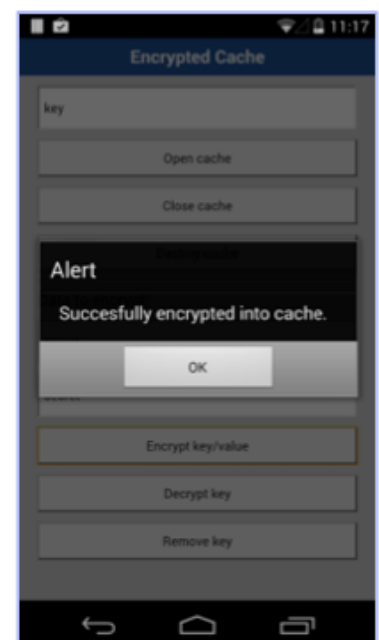 11:17
Encrypted Cache
key
Open cache
Close cache
Alert
Succesfully encrypted into cache.
OK
Encrypt key/value
Decrypt key
Remove key